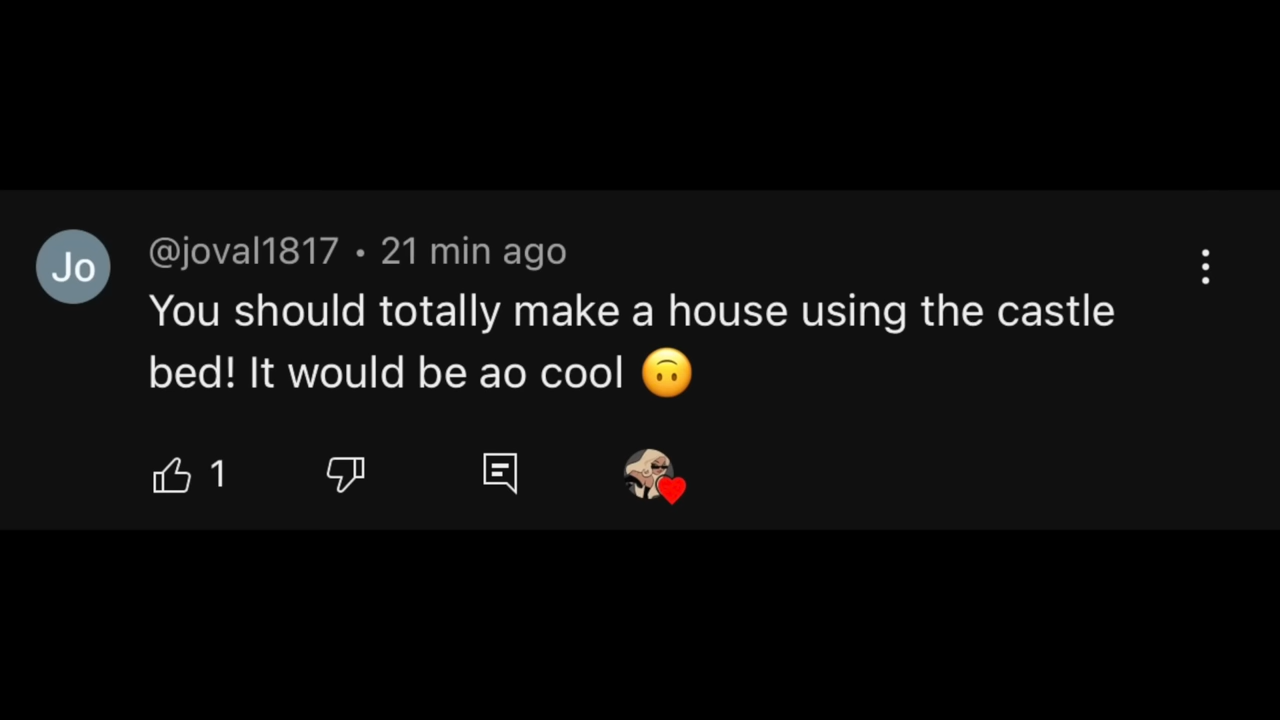 Jo
@joval1817 • 21 min ago
You should totally make a house using the castle
bed! It would be ao cool 🙃
1